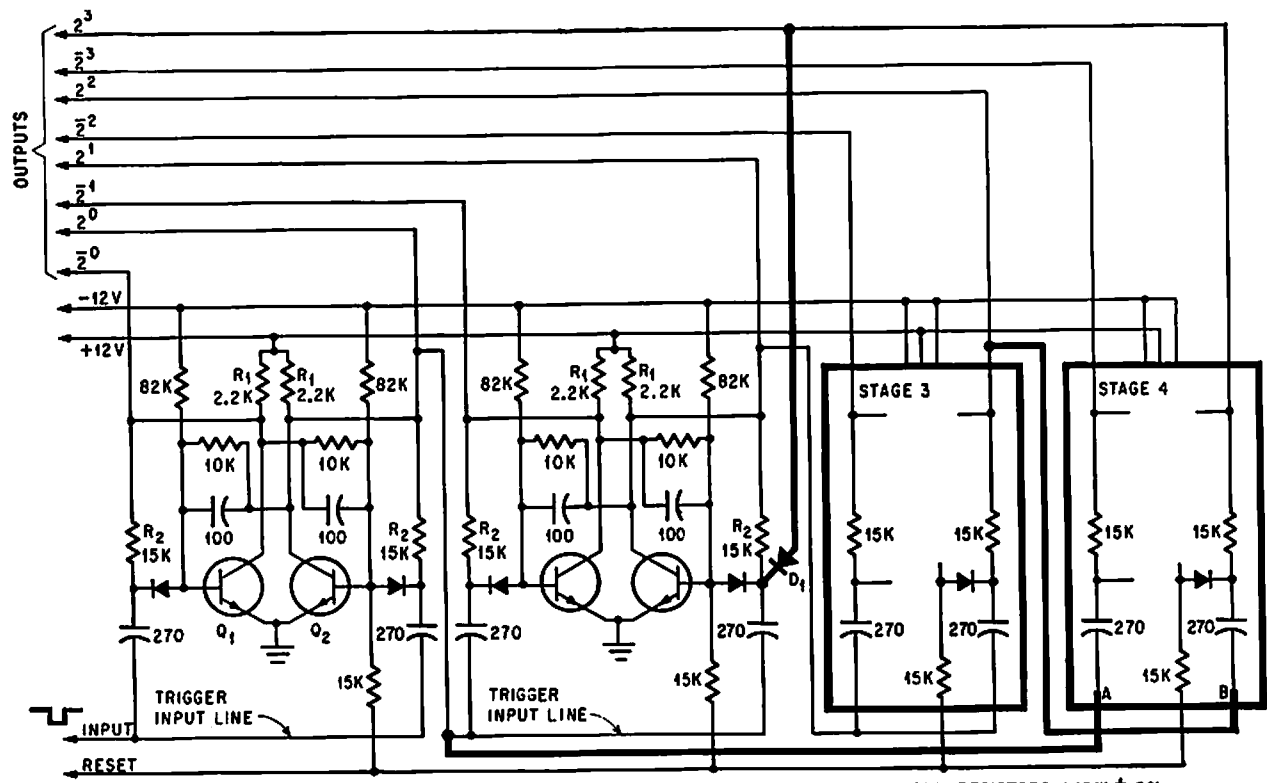 OUTPUTS
2³
2̄³
2²
2̄²
2¹
2̄¹
2⁰
2̄⁰
-12V
+12V
82K
R₁
2.2K
R₁
2.2K
82K
10K
10K
100
100
R₂
15K
R₂
15K
Q₁
Q₂
270
270
15K
82K
R₁
2.2K
R₁
2.2K
82K
10K
10K
100
100
R₂
15K
R₂
15K
D₁
270
270
15K
STAGE 3
15K
15K
270
270
15K
STAGE 4
15K
15K
270
270
15K
A
B
TRIGGER
INPUT LINE
TRIGGER
INPUT LINE
INPUT
RESET